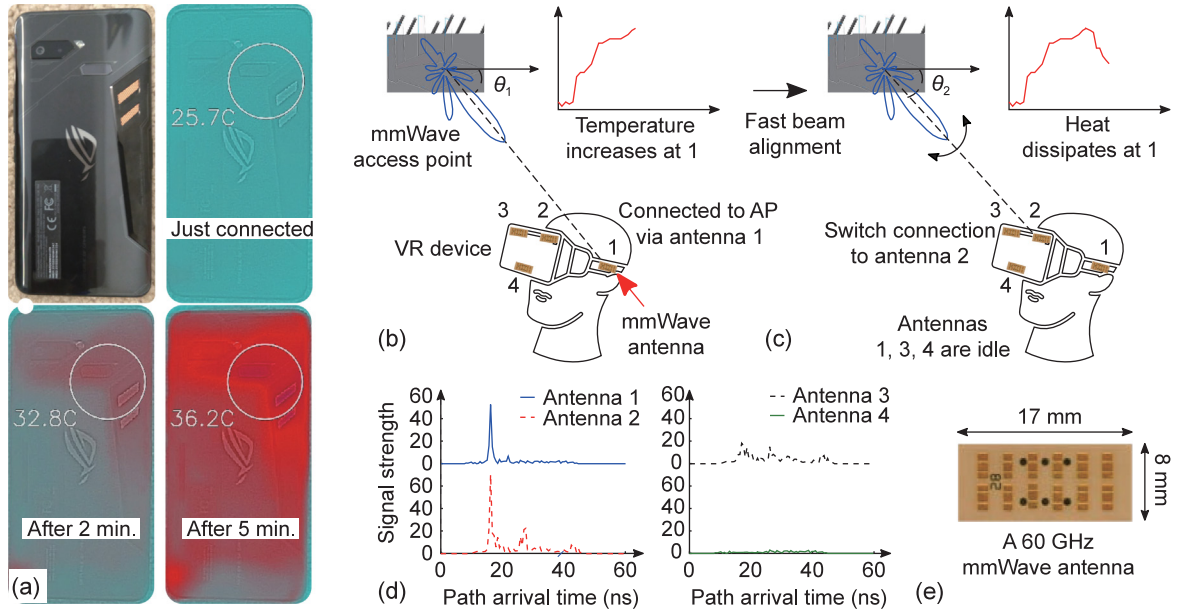 25.7C
Just connected
32.8C
After 2 min.
(a)
36.2C
After 5 min.
θ1
mmWave
access point
Temperature
increases at 1
3 2
VR device
4
1
Connected to AP
via antenna 1
mmWave
antenna
(b)
Fast beam
alignment
θ2
Heat
dissipates at 1
3 2
Switch connection
to antenna 2
4
1
Antennas
1, 3, 4 are idle
(c)
Signal strength
60
40
20
0
60
40
20
0
Antenna 1
Antenna 2
0 20 40 60
Path arrival time (ns)
(d)
60
40
20
0
60
40
20
0
Antenna 3
Antenna 4
0 20 40 60
Path arrival time (ns)
17 mm
8 mm
28
A 60 GHz
mmWave antenna
(e)